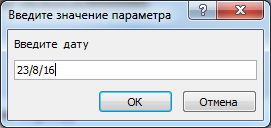 Введите значение параметра
Введите дату
23/8/16
OK
Отмена